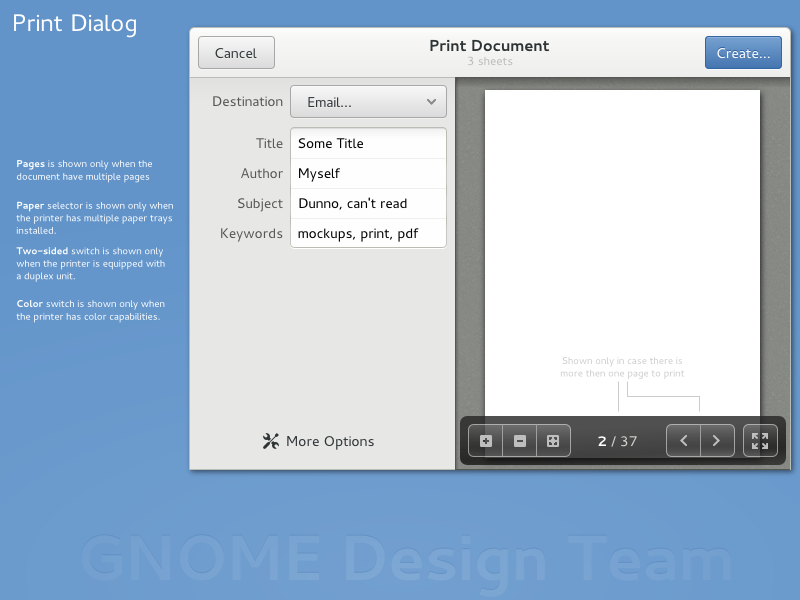 Print Dialog
Cancel
Print Document
3 sheets
Create...
Destination
Email...
Title
Some Title
Author
Myself
Subject
Dunno, can't read
Keywords
mockups, print, pdf
More Options
Pages is shown only when the
document have multiple pages
Paper selector is shown only when
the printer has multiple paper trays
installed.
Two-sided switch is shown only
when the printer is equipped with
a duplex unit.
Color switch is shown only when
the printer has color capabilities.
Shown only in case there is
more then one page to print
2 / 37
GNOME Design Team